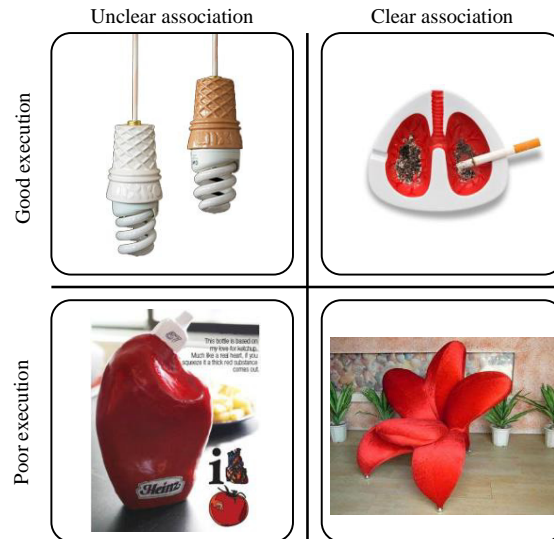 Unclear association
Clear association
Good execution
Poor execution
This bottle is based on
my love for ketchup.
Much like a real heart, if you
squeeze it a thick red substance
comes out.
Heinz
i